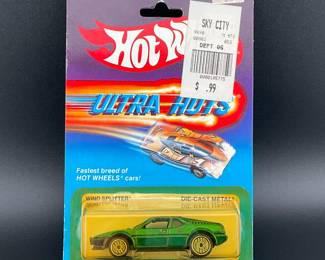 HOT W
SKY CITY
DEPT 06
$ .99
ULTRA HOTS
Fastest breed of
HOT WHEELS® cars!
WIND SPLITTER
DIE-CAST METAL